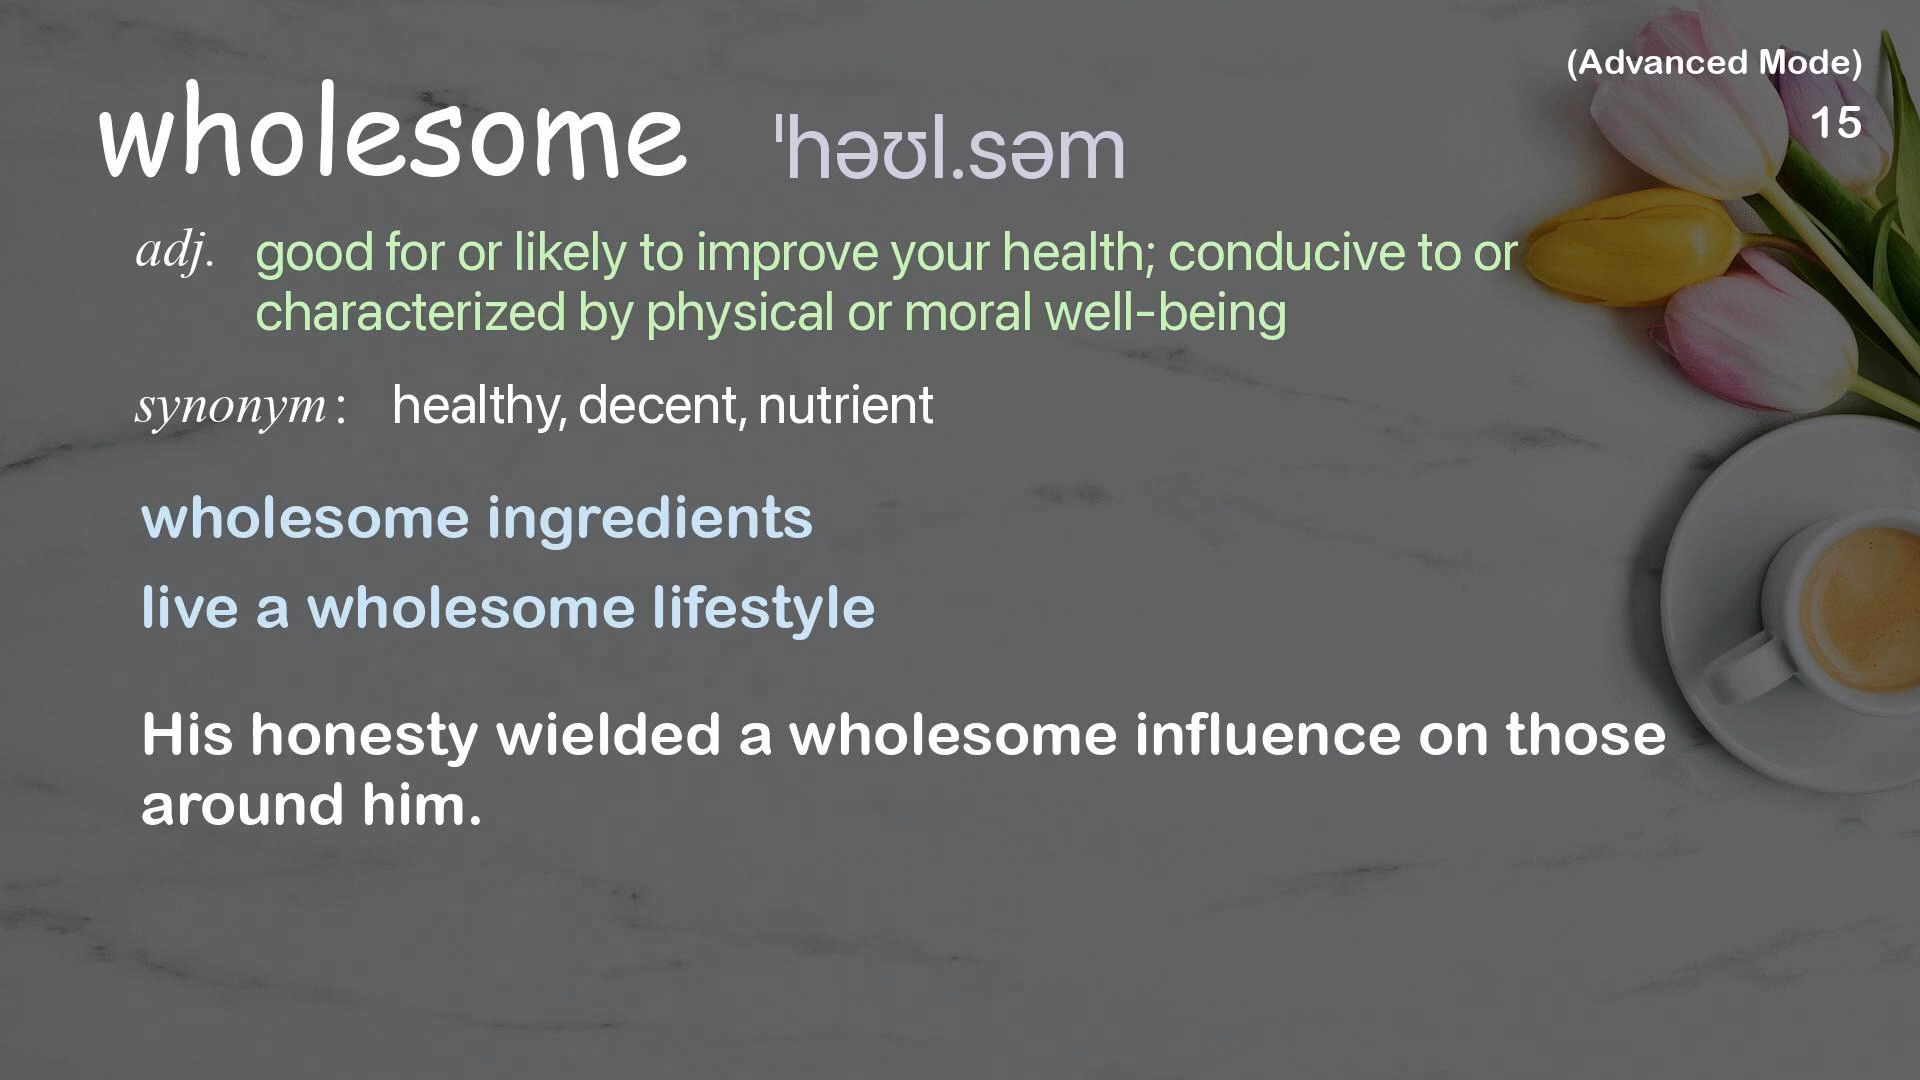 (Advanced Mode)
15
wholesome ˈhəʊl.səm
adj. good for or likely to improve your health; conducive to or
characterized by physical or moral well-being
synonym: healthy, decent, nutrient
wholesome ingredients
live a wholesome lifestyle
His honesty wielded a wholesome influence on those
around him.